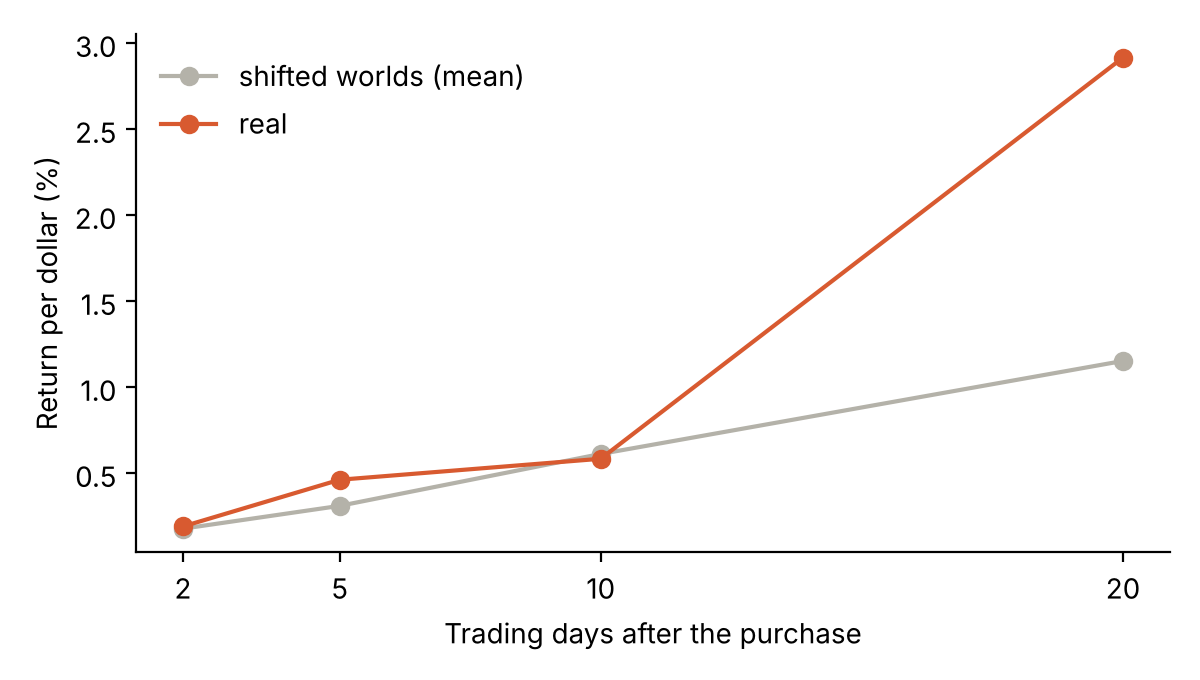 3.0
2.5
2.0
1.5
1.0
0.5
Return per dollar (%)
shifted worlds (mean)
real
2 5 10 20
Trading days after the purchase